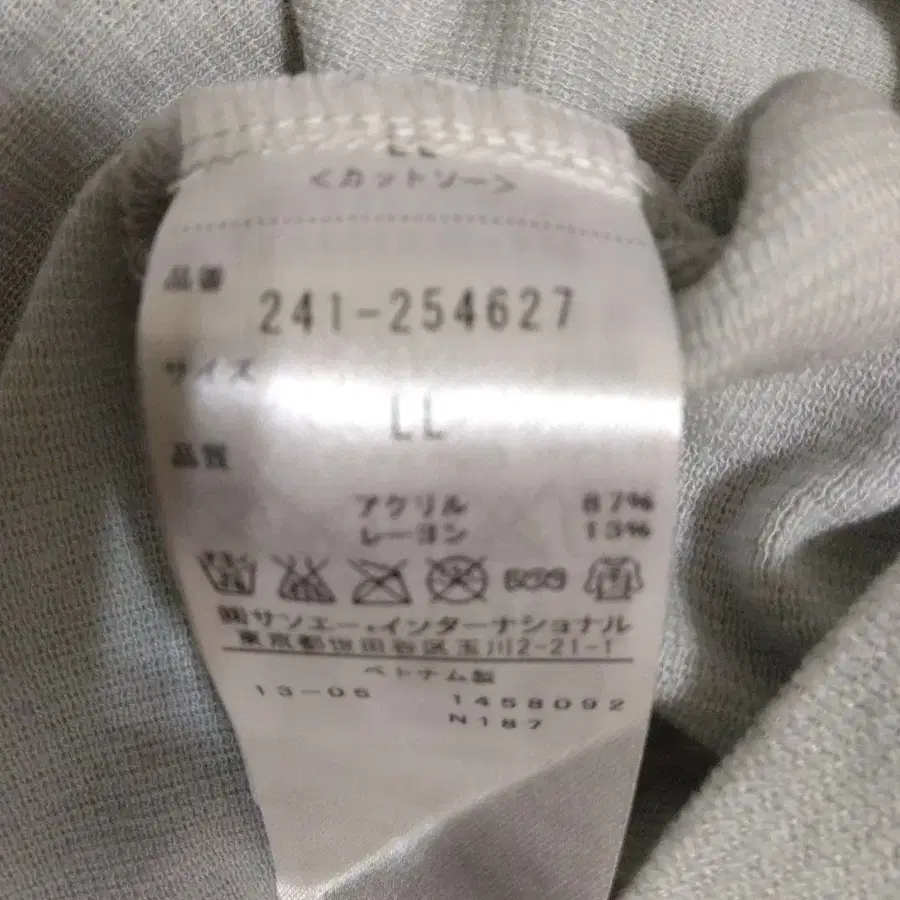 LL
<カットソー>
品番
241-254627
サイズ
LL
品質
アクリル 87%
レーヨン 13%
㈱サンエー・インターナショナル
東京都世田谷区玉川2-21-1
ベトナム製
13-05 1458092
N187